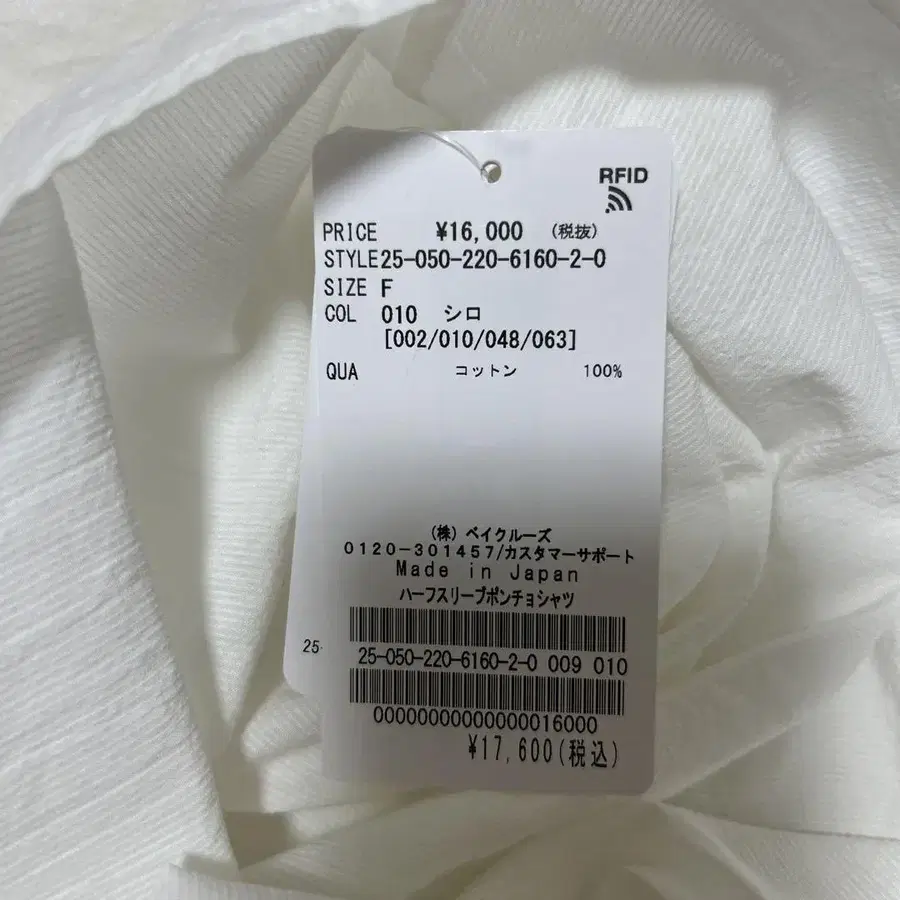 RFID
PRICE ¥16,000 (税抜)
STYLE25-050-220-6160-2-0
SIZE F
COL 010 シロ
[002/010/048/063]
QUA コットン 100%
(株) ベイクルーズ
0120-301457/カスタマーサポート
Made in Japan
ハーフスリーブポンチョシャツ
25-
25-050-220-6160-2-0 009 010
00000000000000016000
¥17,600(税込)